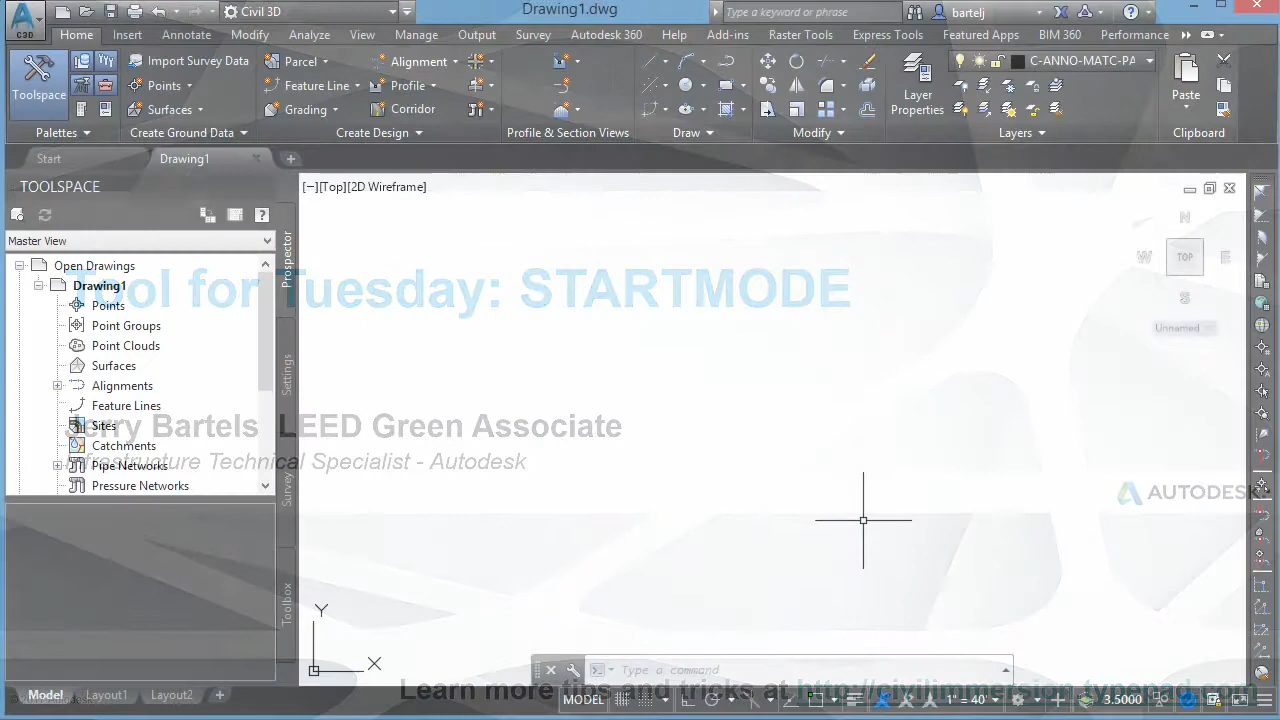 Drawing1.dwg
C3D
Civil 3D
Type a keyword or phrase
bartelj
Home Insert Annotate Modify Analyze View Manage Output Survey Autodesk 360 Help Add-ins Express Tools Raster Tools Featured Apps BIM 360 Performance
Toolspace
Import Survey Data
Points
Surfaces
Parcel
Feature Line
Grading
Alignment
Profile
Corridor
Layer
Properties
C-ANNO-MATC-PA
Paste
Palettes
Create Ground Data
Create Design
Profile & Section Views
Draw
Modify
Layers
Clipboard
Start
Drawing1
TOOLSPACE
[−][Top][2D Wireframe]
Master View
Open Drawings
Drawing1
Points
Point Groups
Point Clouds
Surfaces
Alignments
Feature Lines
Sites
Catchments
Pipe Networks
Pressure Networks
Prospector
Settings
Survey
Toolbox
Tool for Tuesday: STARTMODE
Jerry Bartels LEED Green Associate
Infrastructure Technical Specialist - Autodesk
N
W TOP E
S
Unnamed
AUTODESK
Y
X
Type a command
Learn more tips and tricks at http://civilimmersion.typepad.com
Model Layout1 Layout2
MODEL
1" = 40'
3.5000